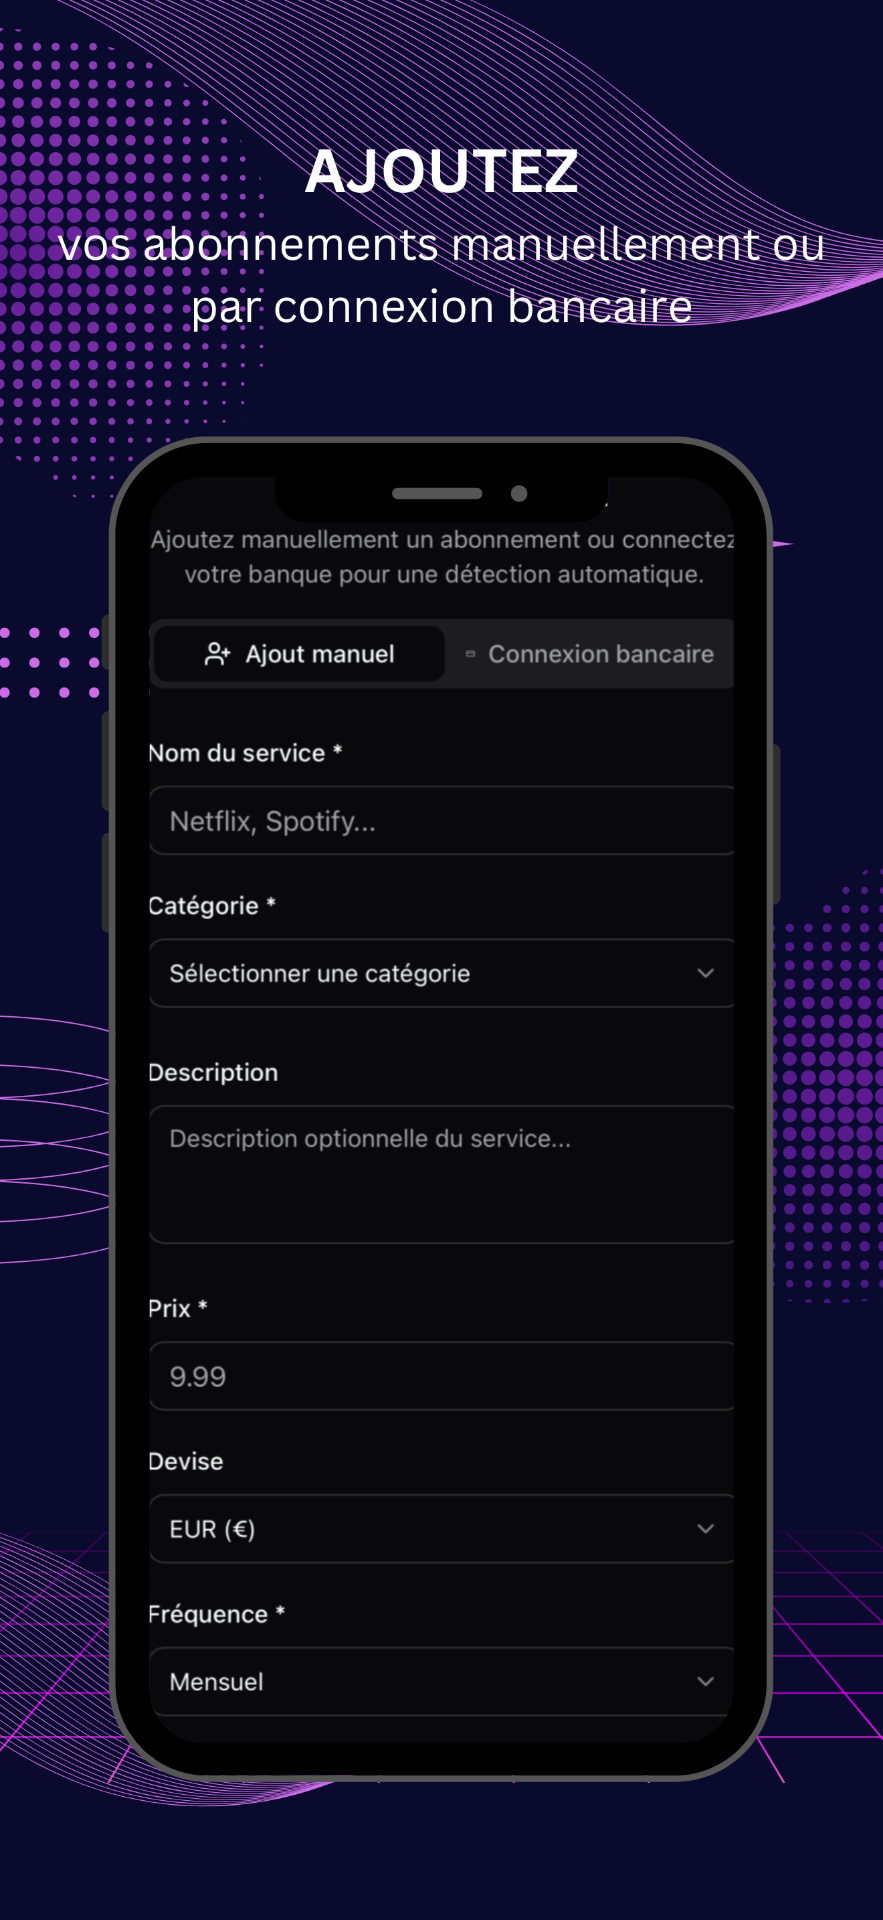 AJOUTEZ
vos abonnements manuellement ou
par connexion bancaire
Ajoutez manuellement un abonnement ou connectez
votre banque pour une détection automatique.
Ajout manuel
Connexion bancaire
Nom du service *
Netflix, Spotify...
Catégorie *
Sélectionner une catégorie
Description
Description optionnelle du service...
Prix *
9.99
Devise
EUR (€)
Fréquence *
Mensuel